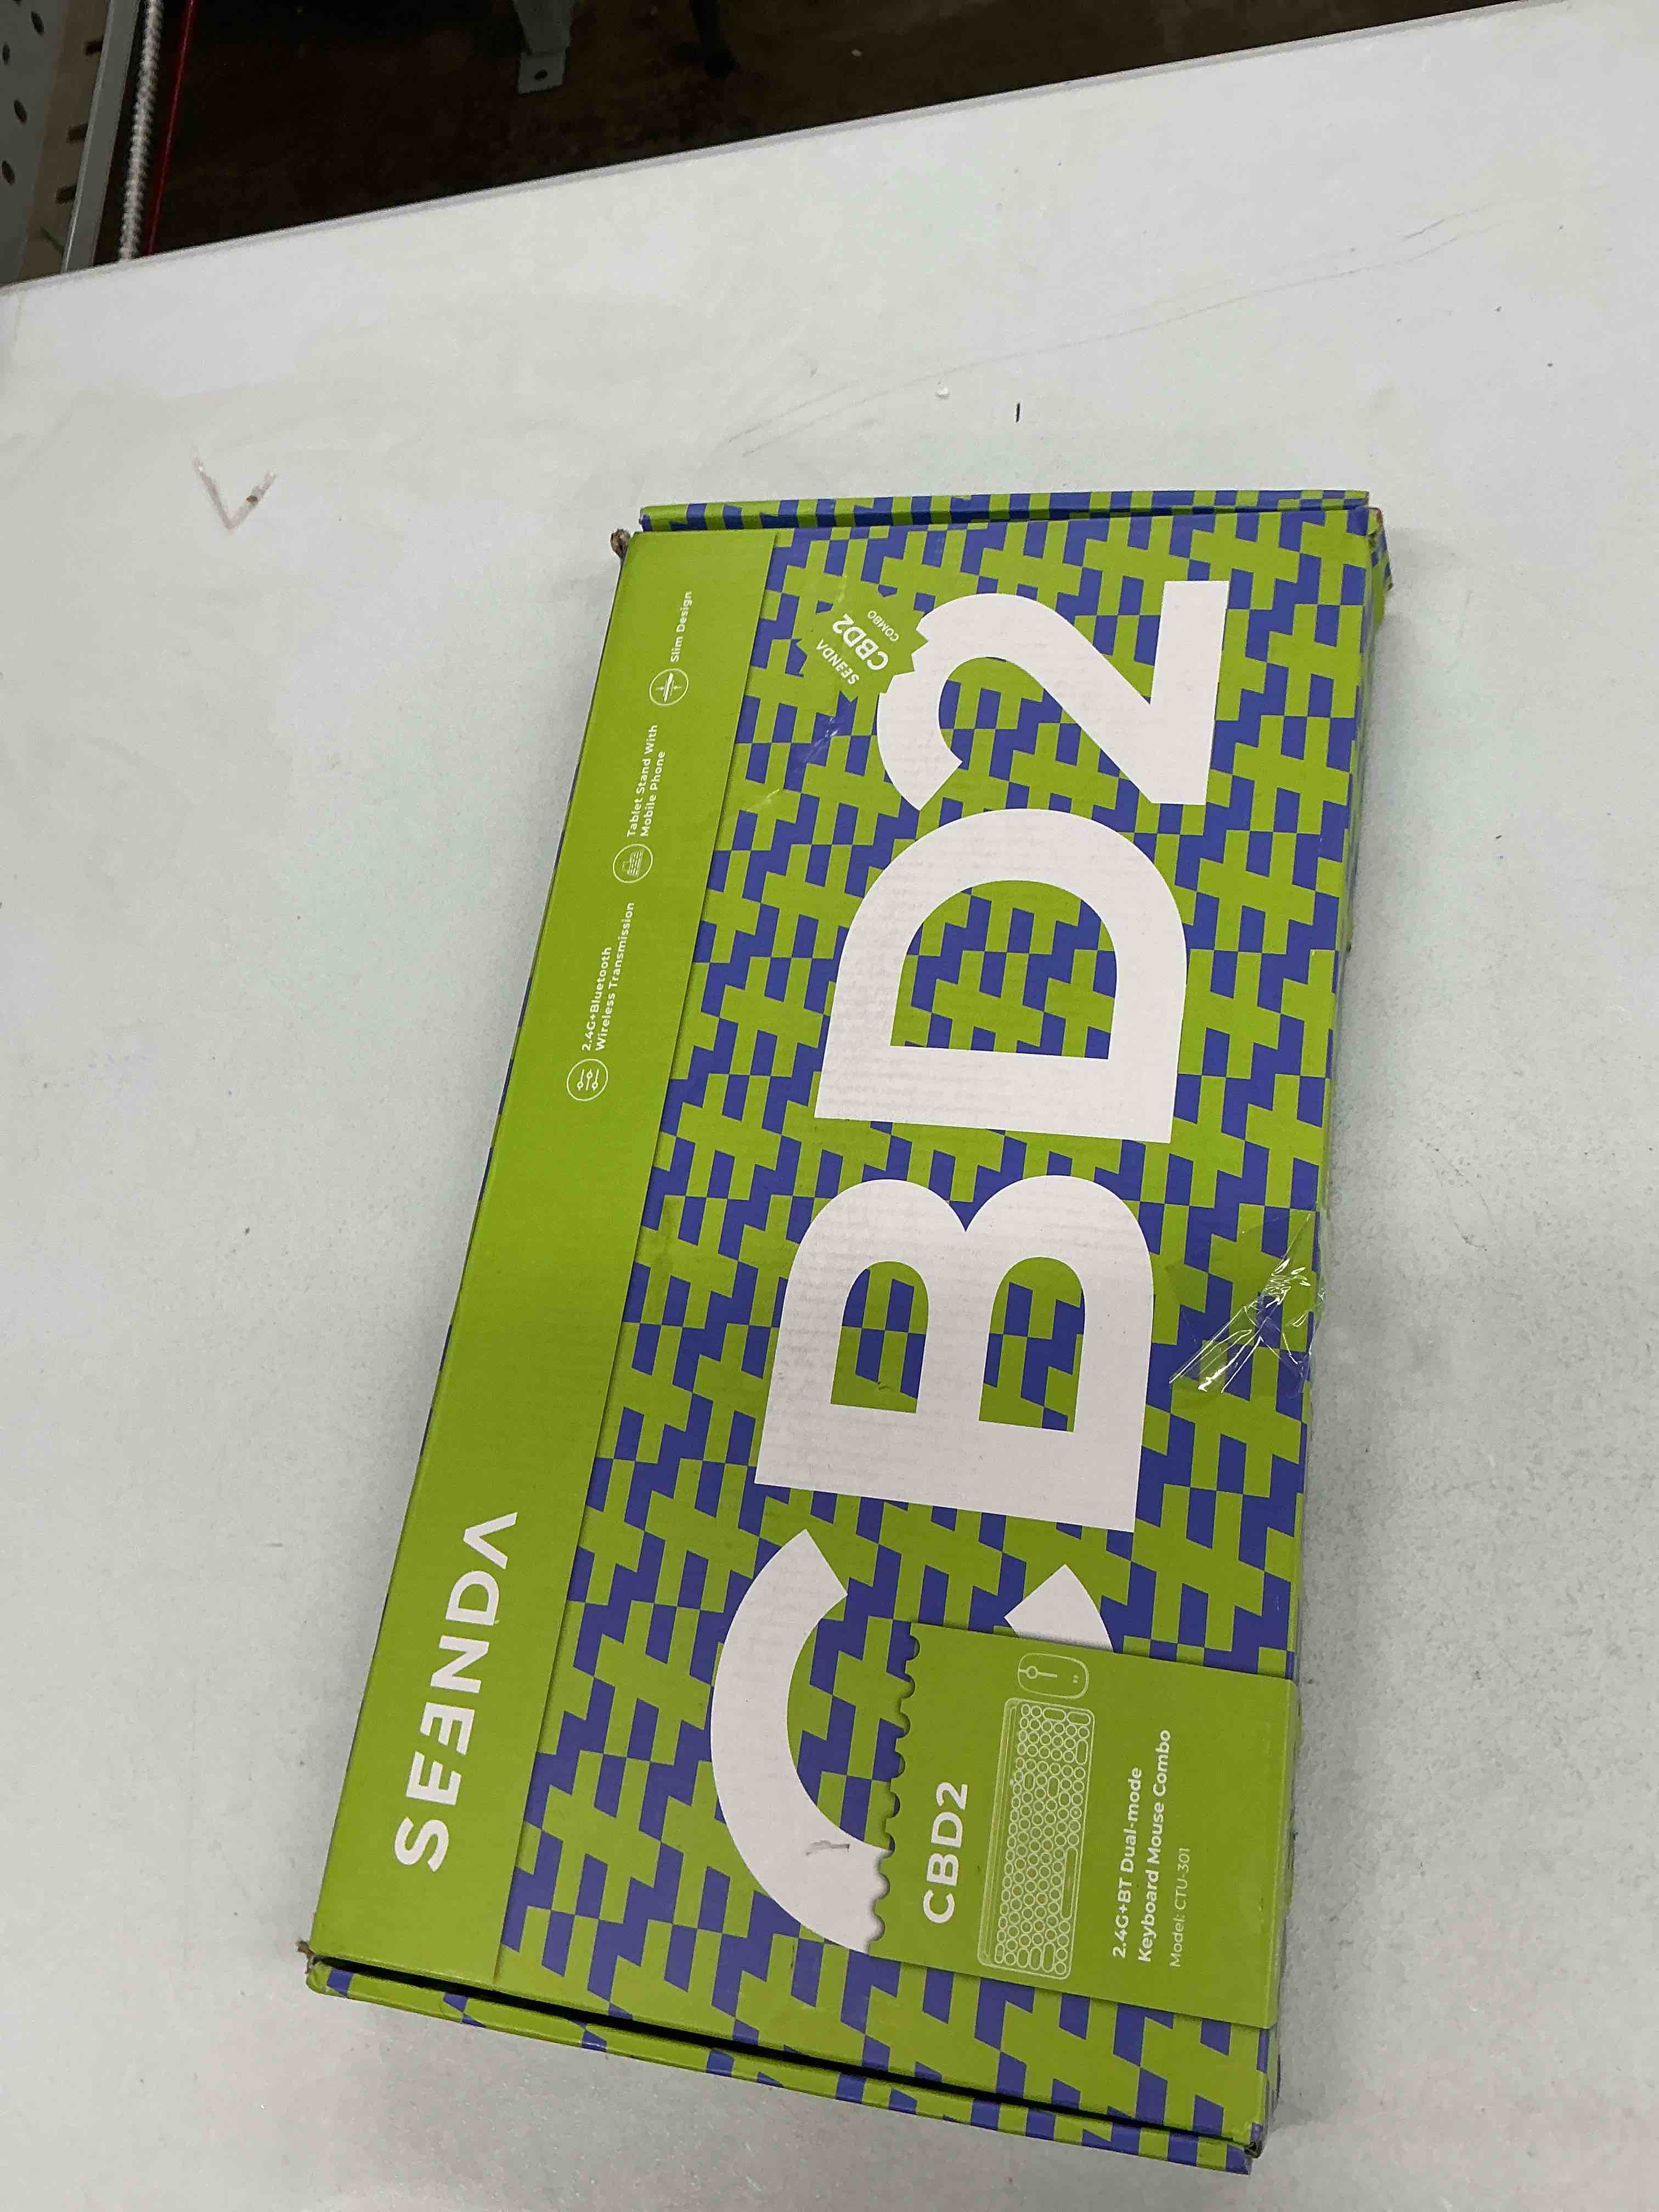 SEENDA
2.4G+Bluetooth
Wireless Transmission
Tablet Stand With
Mobile Phone
Slim Design
SEENDA
CBD2
COMBO
CBD2
CBD2
2.4G+BT Dual-mode
Keyboard Mouse Combo
Model: CTU-301